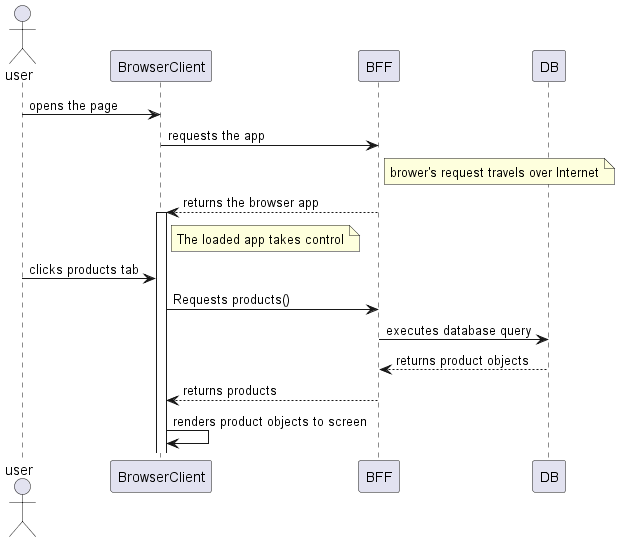 user
BrowserClient
BFF
DB
opens the page
requests the app
brower's request travels over Internet
returns the browser app
The loaded app takes control
clicks products tab
Requests products()
executes database query
returns product objects
returns products
renders product objects to screen
user
BrowserClient
BFF
DB